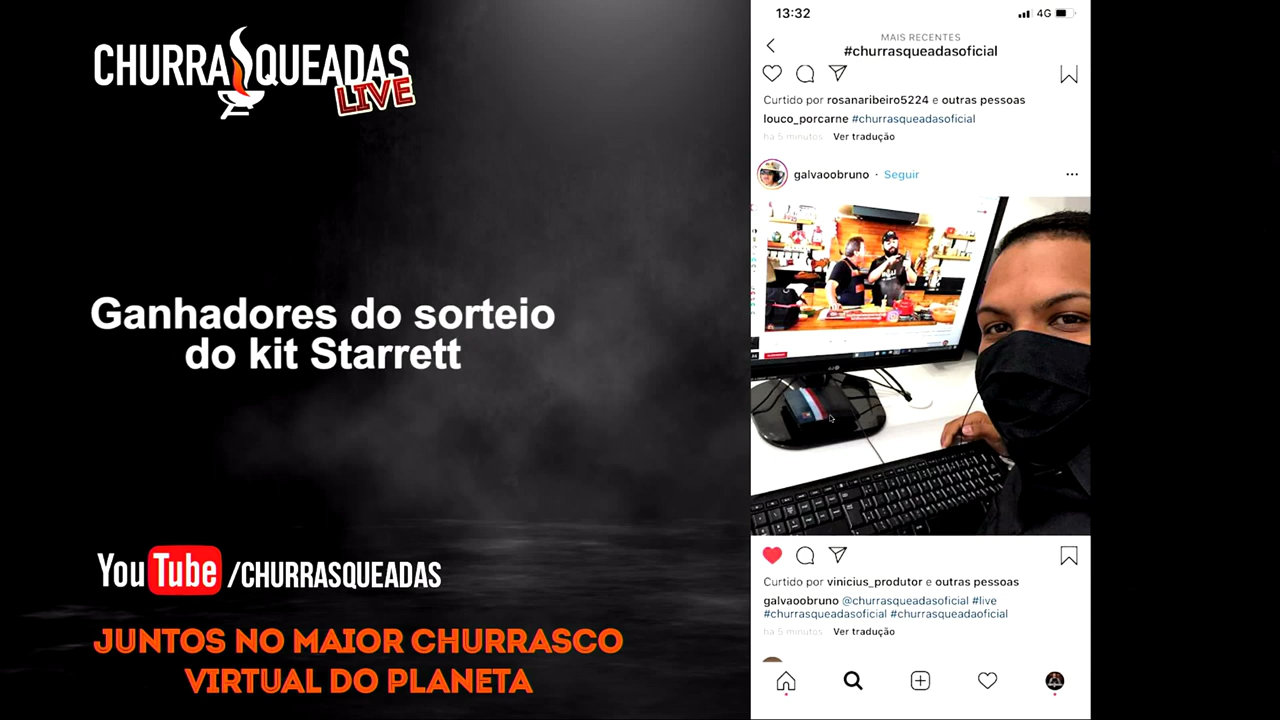 CHURRASQUEADAS
LIVE
Ganhadores do sorteio
do kit Starrett
YouTube /CHURRASQUEADAS
JUNTOS NO MAIOR CHURRASCO
VIRTUAL DO PLANETA
13:32
4G
MAIS RECENTES
#churrasqueadasoficial
Curtido por rosanaribeiro5224 e outras pessoas
louco_porcarne #churrasqueadasoficial
há 5 minutos Ver tradução
galvaoobruno · Seguir
Curtido por vinicius_produtor e outras pessoas
galvaoobruno @churrasqueadasoficial #live
#churrasqueadasoficial #churrasqueadaoficial
há 5 minutos Ver tradução